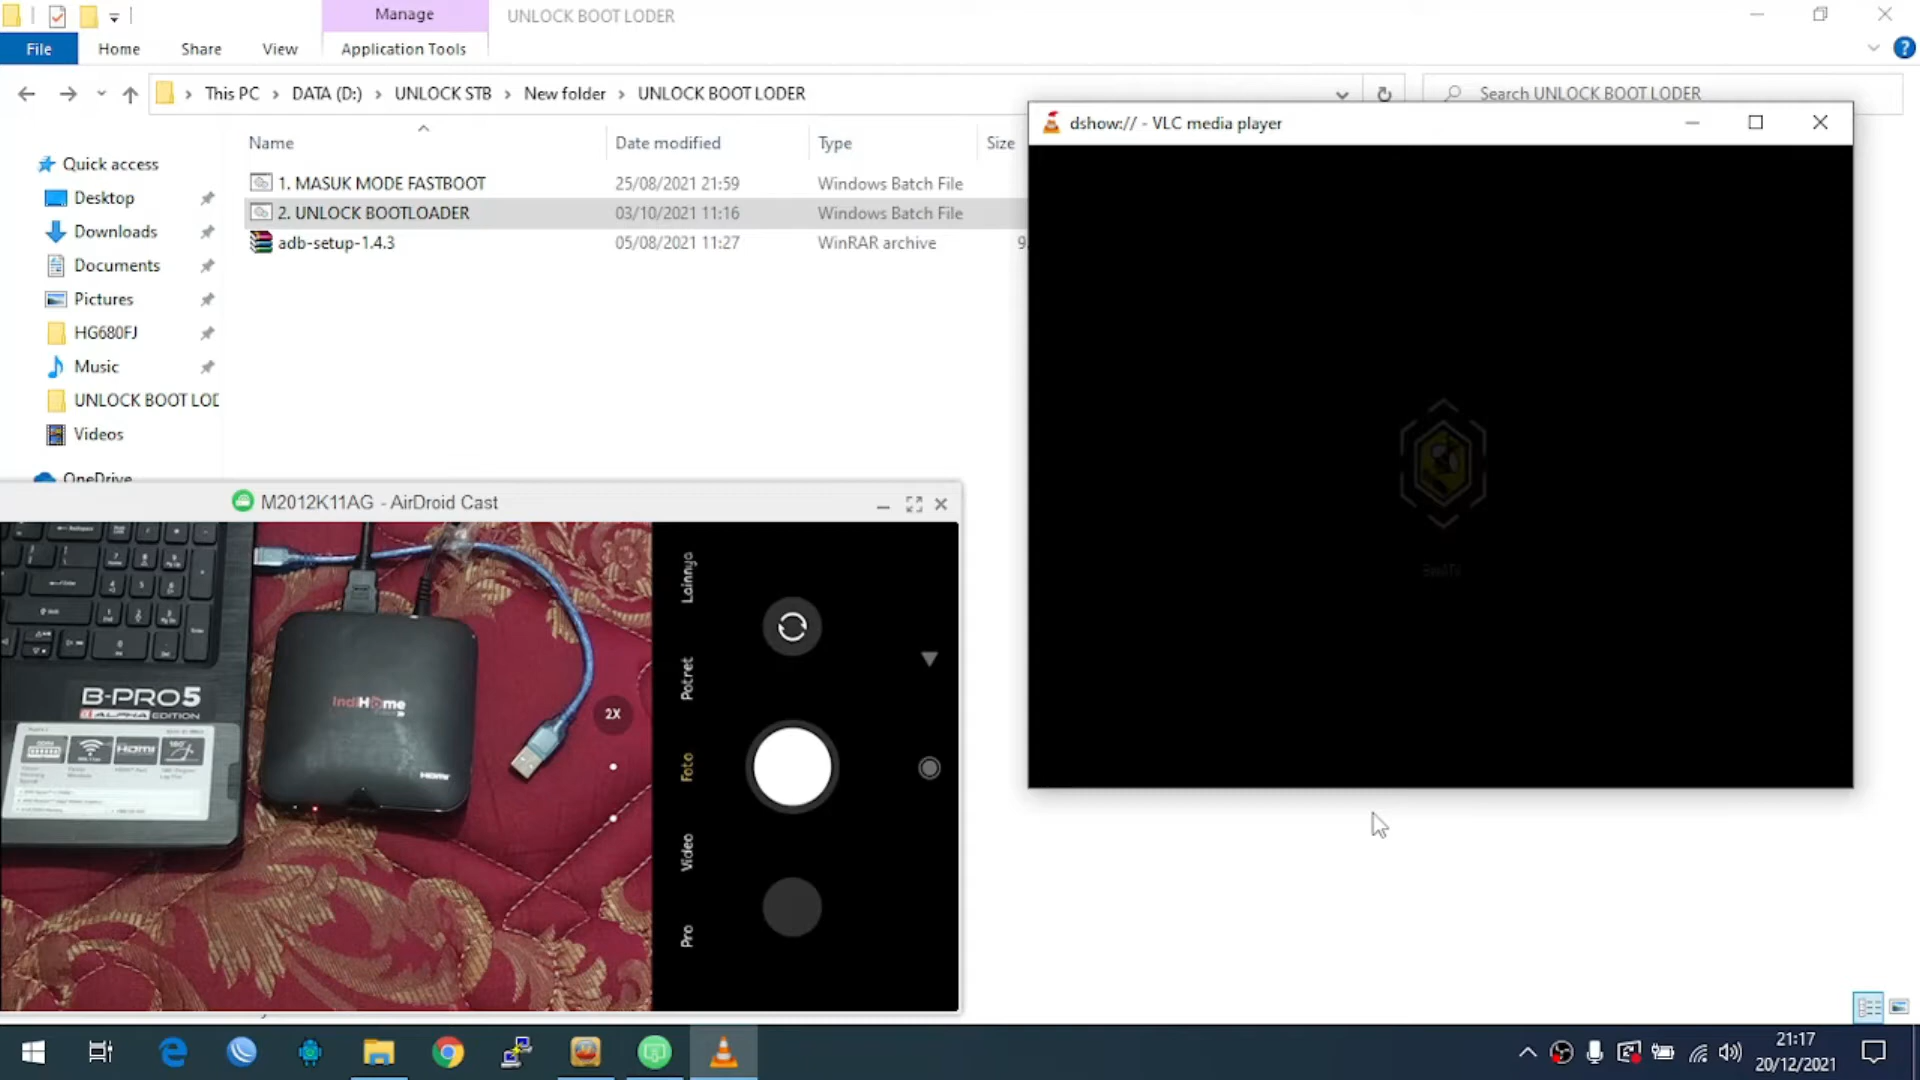 Manage
UNLOCK BOOT LODER
File
Home
Share
View
Application Tools
This PC
DATA (D:)
UNLOCK STB
New folder
UNLOCK BOOT LODER
Search UNLOCK BOOT LODER
Name
Date modified
Type
Size
1. MASUK MODE FASTBOOT
25/08/2021 21:59
Windows Batch File
2. UNLOCK BOOTLOADER
03/10/2021 11:16
Windows Batch File
adb-setup-1.4.3
05/08/2021 11:27
WinRAR archive
Quick access
Desktop
Downloads
Documents
Pictures
HG680FJ
Music
UNLOCK BOOT LOD
Videos
OneDrive
dshow:// - VLC media player
M2012K11AG - AirDroid Cast
B-PRO5
ALPHA EDITION
HDMI
IndiHome
HDMI
2X
Lainnya
Potret
Foto
Video
Pro
21:17
20/12/2021